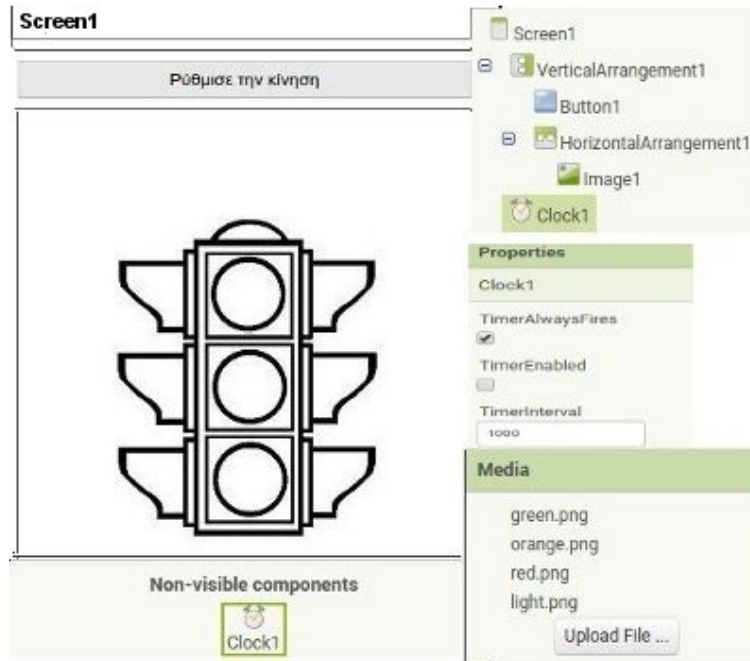 Screen1
Ρύθμισε την κίνηση
Non-visible components
Clock1
Screen1
VerticalArrangement1
Button1
HorizontalArrangement1
Image1
Clock1
Properties
Clock1
TimerAlwaysFires
TimerEnabled
TimerInterval
1000
Media
green.png
orange.png
red.png
light.png
Upload File ...